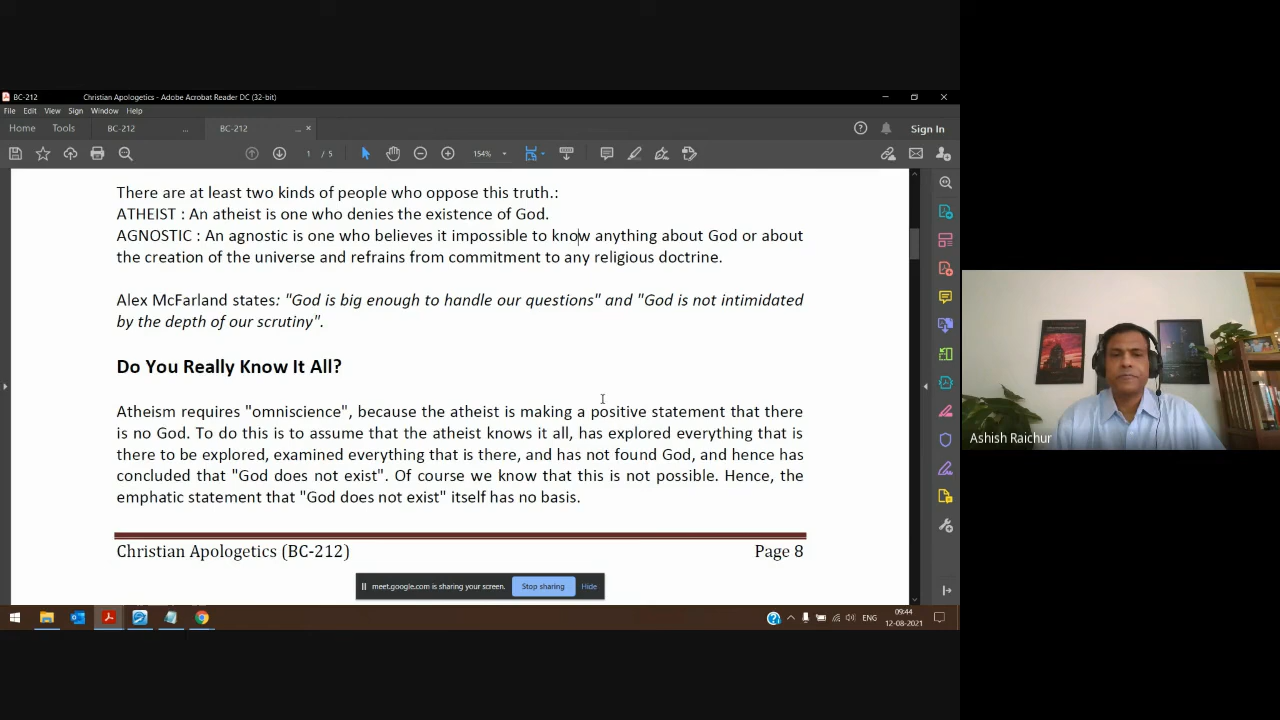 BC-212 Christian Apologetics - Adobe Acrobat Reader DC (32-bit)
File Edit View Sign Window Help
Home Tools BC-212 ... BC-212 ... × Sign In
1 / 5 154%
There are at least two kinds of people who oppose this truth.:
ATHEIST : An atheist is one who denies the existence of God.
AGNOSTIC : An agnostic is one who believes it impossible to know anything about God or about
the creation of the universe and refrains from commitment to any religious doctrine.
Alex McFarland states: "God is big enough to handle our questions" and "God is not intimidated
by the depth of our scrutiny".
Do You Really Know It All?
Atheism requires "omniscience", because the atheist is making a positive statement that there
is no God. To do this is to assume that the atheist knows it all, has explored everything that is
there to be explored, examined everything that is there, and has not found God, and hence has
concluded that "God does not exist". Of course we know that this is not possible. Hence, the
emphatic statement that "God does not exist" itself has no basis.
Christian Apologetics (BC-212) Page 8
meet.google.com is sharing your screen. Stop sharing Hide
ENG 09:44
12-08-2021
Ashish Raichur